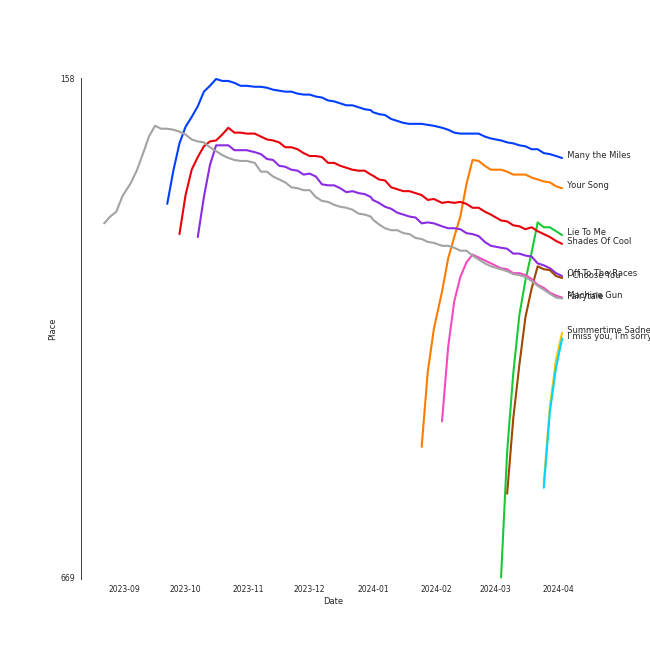 158
Many the Miles
Your Song
Lie To Me
Shades Of Cool
Off To The Races
I Choose You
Machine Gun
Fairytale
Summertime Sadne
I miss you, I'm sorry
Place
669
2023-09 2023-10 2023-11 2023-12 2024-01 2024-02 2024-03 2024-04
Date